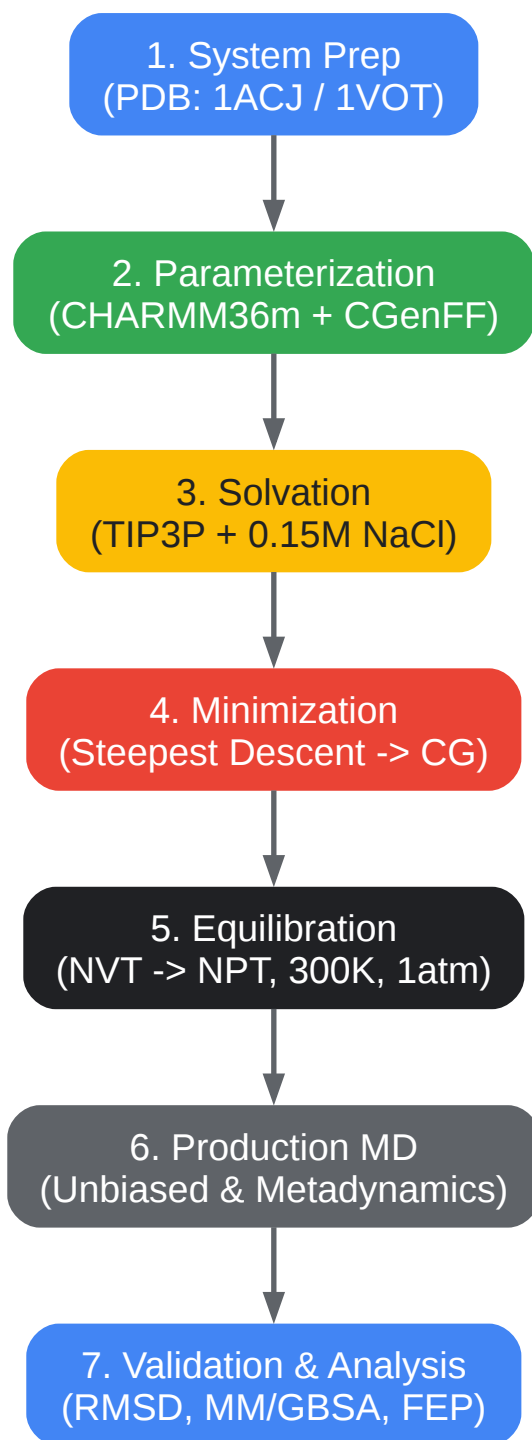 1. System Prep
(PDB: 1ACJ / 1VOT)
2. Parameterization
(CHARMM36m + CGenFF)
3. Solvation
(TIP3P + 0.15M NaCl)
4. Minimization
(Steepest Descent -> CG)
5. Equilibration
(NVT -> NPT, 300K, 1atm)
6. Production MD
(Unbiased & Metadynamics)
7. Validation & Analysis
(RMSD, MM/GBSA, FEP)